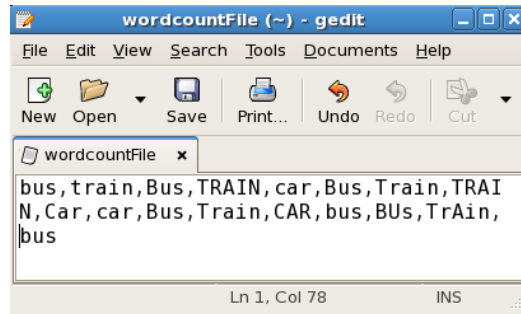 wordcountFile (~) - gedit
File Edit View Search Tools Documents Help
New Open Save Print... Undo Redo Cut
wordcountFile x
bus,train,Bus,TRAIN,car,Bus,Train,TRAI
N,Car,car,Bus,Train,CAR,bus,BUs,TrAin,
bus
Ln 1, Col 78 INS